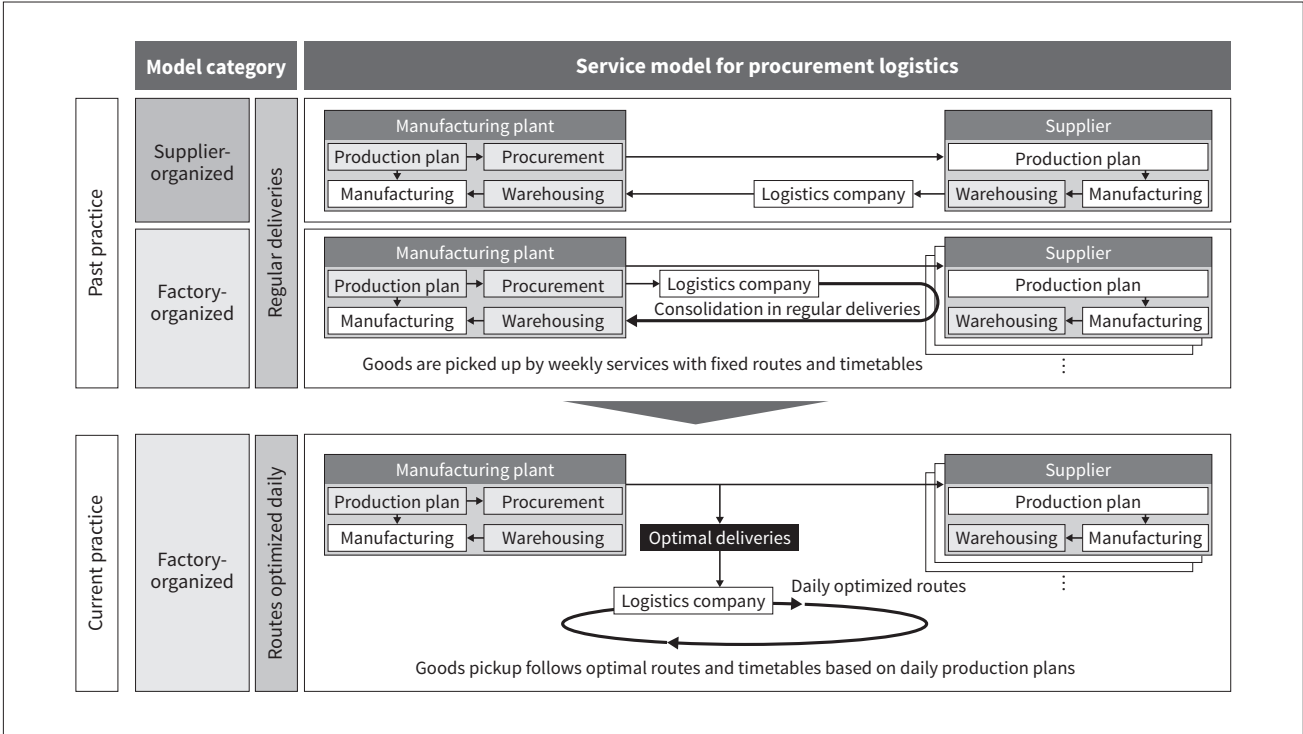 Model category
Service model for procurement logistics
Past practice
Supplier-
organized
Regular deliveries
Manufacturing plant
Production plan
Procurement
Manufacturing
Warehousing
Logistics company
Supplier
Production plan
Warehousing
Manufacturing
Factory-
organized
Manufacturing plant
Production plan
Procurement
Manufacturing
Warehousing
Logistics company
Consolidation in regular deliveries
Supplier
Production plan
Warehousing
Manufacturing
⋮
Goods are picked up by weekly services with fixed routes and timetables
Current practice
Factory-
organized
Routes optimized daily
Manufacturing plant
Production plan
Procurement
Manufacturing
Warehousing
Optimal deliveries
Logistics company
Daily optimized routes
Supplier
Production plan
Warehousing
Manufacturing
⋮
Goods pickup follows optimal routes and timetables based on daily production plans